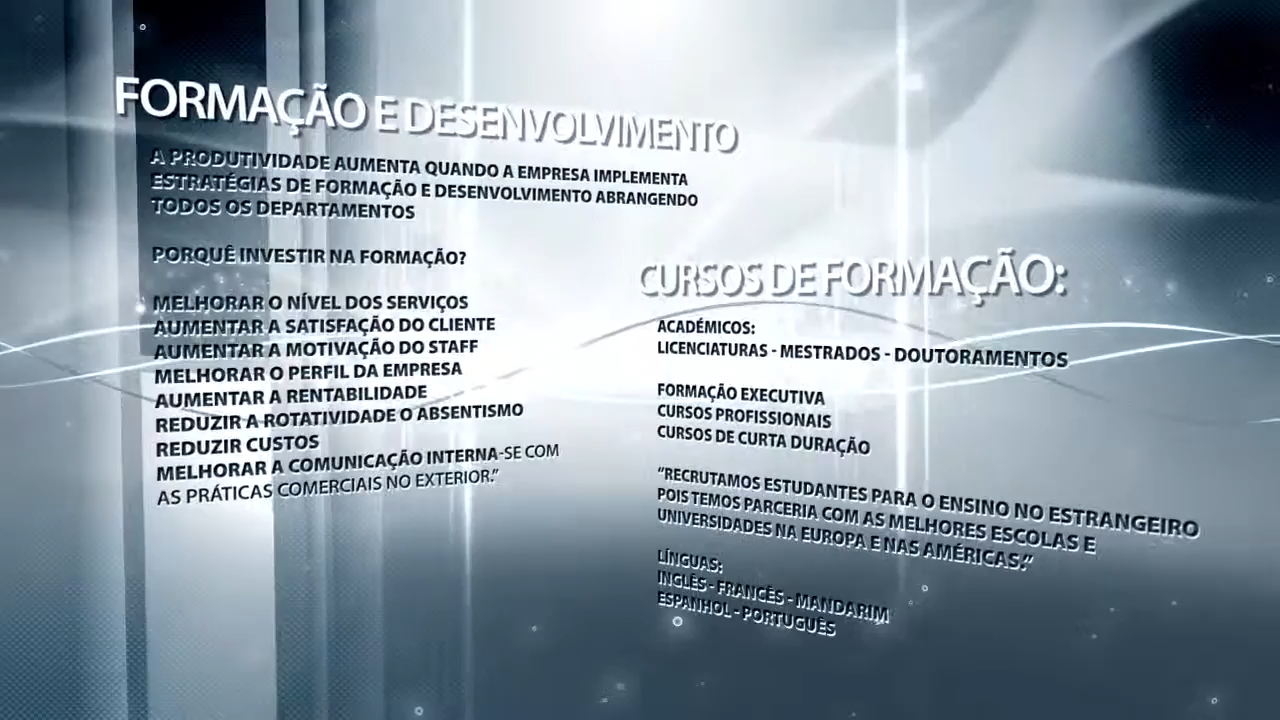 FORMAÇÃO E DESENVOLVIMENTO
A PRODUTIVIDADE AUMENTA QUANDO A EMPRESA IMPLEMENTA
ESTRATÉGIAS DE FORMAÇÃO E DESENVOLVIMENTO ABRANGENDO
TODOS OS DEPARTAMENTOS
PORQUÊ INVESTIR NA FORMAÇÃO?
MELHORAR O NÍVEL DOS SERVIÇOS
AUMENTAR A SATISFAÇÃO DO CLIENTE
AUMENTAR A MOTIVAÇÃO DO STAFF
MELHORAR O PERFIL DA EMPRESA
AUMENTAR A RENTABILIDADE
REDUZIR A ROTATIVIDADE O ABSENTISMO
REDUZIR CUSTOS
MELHORAR A COMUNICAÇÃO INTERNA-SE COM
AS PRÁTICAS COMERCIAIS NO EXTERIOR.”
CURSOS DE FORMAÇÃO:
ACADÉMICOS:
LICENCIATURAS - MESTRADOS - DOUTORAMENTOS
FORMAÇÃO EXECUTIVA
CURSOS PROFISSIONAIS
CURSOS DE CURTA DURAÇÃO
“RECRUTAMOS ESTUDANTES PARA O ENSINO NO ESTRANGEIRO
POIS TEMOS PARCERIA COM AS MELHORES ESCOLAS E
UNIVERSIDADES NA EUROPA E NAS AMÉRICAS.”
LÍNGUAS:
INGLÊS - FRANCÊS - MANDARIM
ESPANHOL - PORTUGUÊS